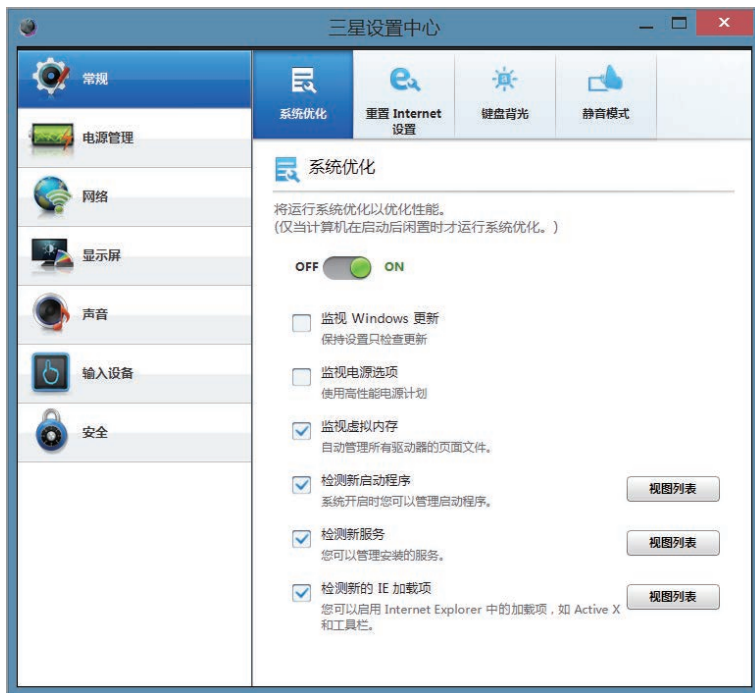 三星设置中心
常规
电源管理
网络
显示屏
声音
输入设备
安全
系统优化
重置 Internet
设置
键盘背光
静音模式
系统优化
将运行系统优化以优化性能。
(仅当计算机在启动后闲置时才运行系统优化。)
OFF ON
监视 Windows 更新
保持设置只检查更新
监视电源选项
使用高性能电源计划
监视虚拟内存
自动管理所有驱动器的页面文件。
检测新启动程序
系统开启时您可以管理启动程序。
视图列表
检测新服务
您可以管理安装的服务。
视图列表
检测新的 IE 加载项
您可以启用 Internet Explorer 中的加载项，如 Active X
和工具栏。
视图列表